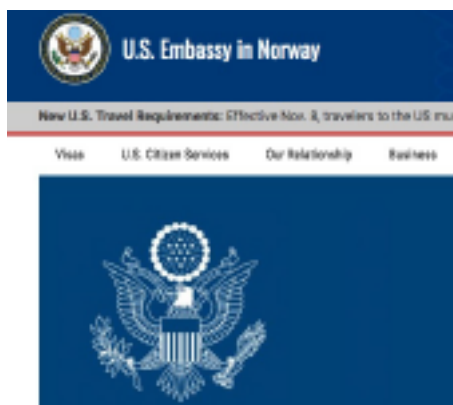 U.S. Embassy in Norway
New U.S. Travel Requirements: Effective Nov. 8, travelers to the US mu
Visas U.S. Citizen Services Our Relationship Business